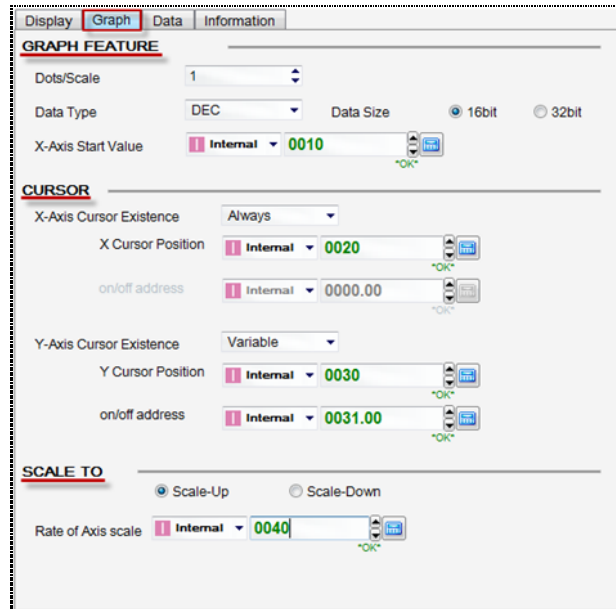 Display Graph Data Information
GRAPH FEATURE
Dots/Scale 1
Data Type DEC Data Size 16bit 32bit
X-Axis Start Value Internal 0010
"OK"
CURSOR
X-Axis Cursor Existence Always
X Cursor Position Internal 0020
"OK"
on/off address Internal 0000.00
"OK"
Y-Axis Cursor Existence Variable
Y Cursor Position Internal 0030
"OK"
on/off address Internal 0031.00
"OK"
SCALE TO
Scale-Up Scale-Down
Rate of Axis scale Internal 0040
"OK"